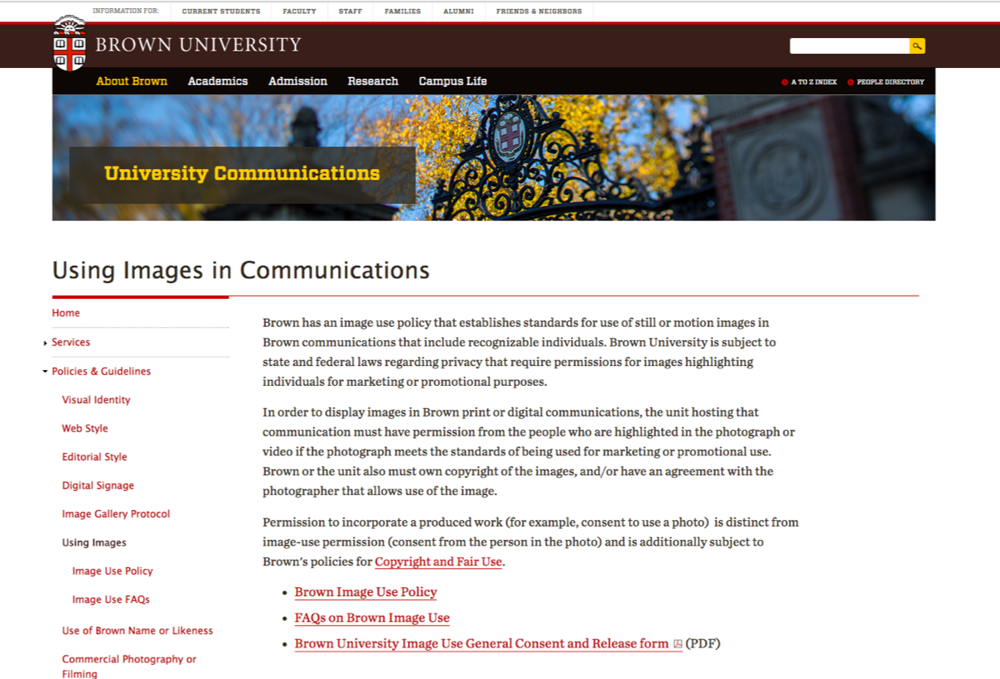 INFORMATION FOR: CURRENT STUDENTS FACULTY STAFF FAMILIES ALUMNI FRIENDS & NEIGHBORS
BROWN UNIVERSITY
About Brown Academics Admission Research Campus Life A TO Z INDEX PEOPLE DIRECTORY
University Communications
Using Images in Communications
Home
Services
Policies & Guidelines
Visual Identity
Web Style
Editorial Style
Digital Signage
Image Gallery Protocol
Using Images
Image Use Policy
Image Use FAQs
Use of Brown Name or Likeness
Commercial Photography or
Filming
Brown has an image use policy that establishes standards for use of still or motion images in
Brown communications that include recognizable individuals. Brown University is subject to
state and federal laws regarding privacy that require permissions for images highlighting
individuals for marketing or promotional purposes.
In order to display images in Brown print or digital communications, the unit hosting that
communication must have permission from the people who are highlighted in the photograph or
video if the photograph meets the standards of being used for marketing or promotional use.
Brown or the unit also must own copyright of the images, and/or have an agreement with the
photographer that allows use of the image.
Permission to incorporate a produced work (for example, consent to use a photo)  is distinct from
image-use permission (consent from the person in the photo) and is additionally subject to
Brown's policies for Copyright and Fair Use.
• Brown Image Use Policy
• FAQs on Brown Image Use
• Brown University Image Use General Consent and Release form (PDF)